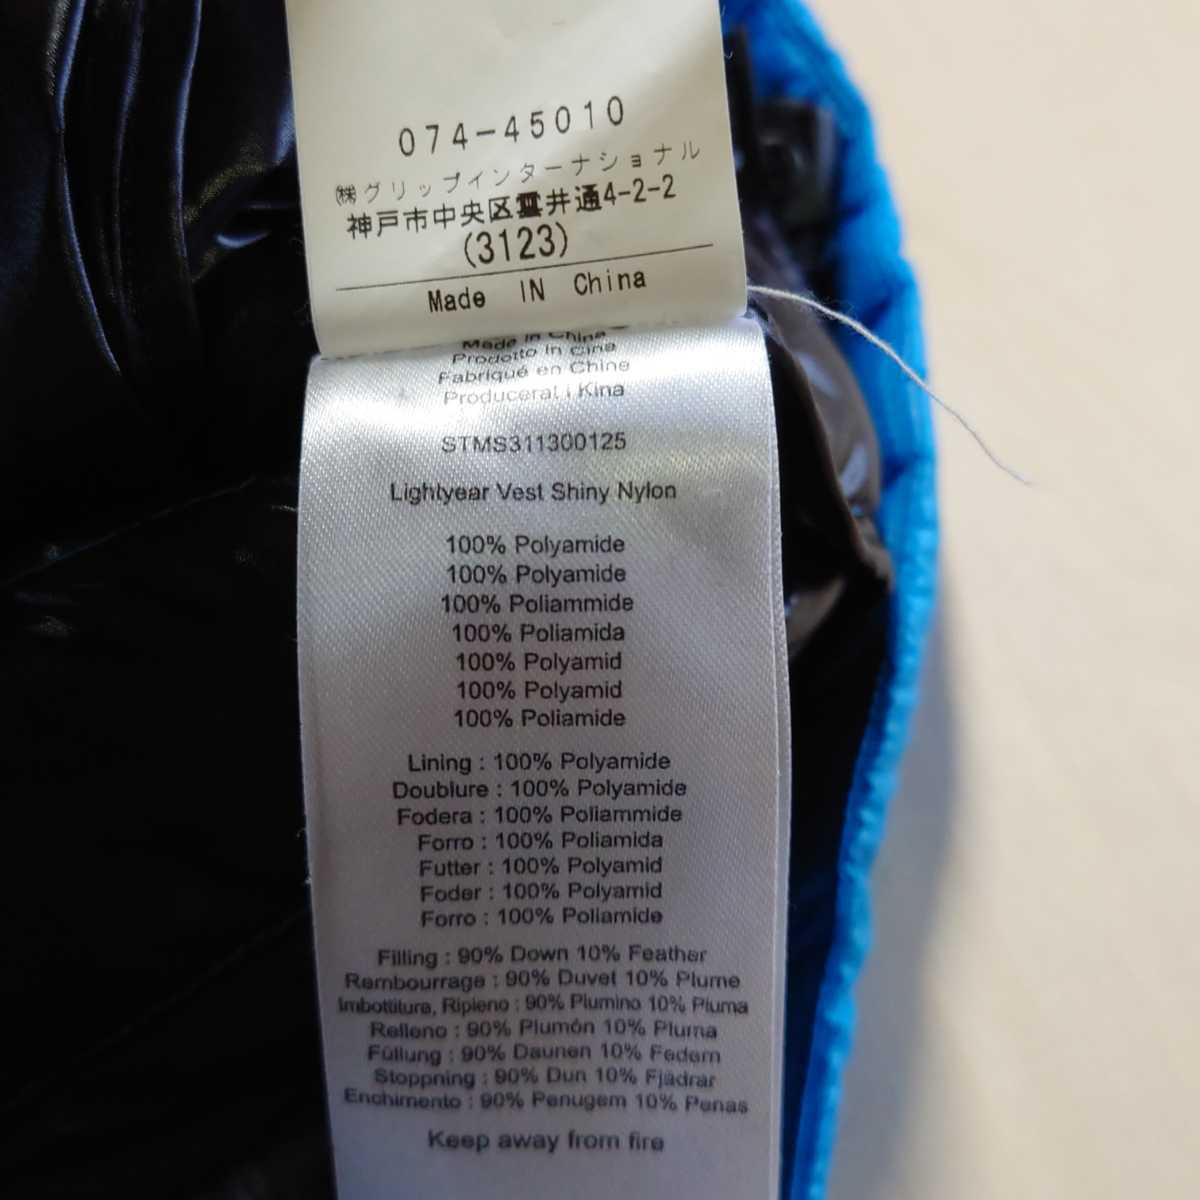 074-45010
㈱グリップインターナショナル
神戸市中央区雲井通4-2-2
(3123)
Made IN China
Made in China
Prodotto in Cina
Fabriqué en Chine
Producerat i Kina
STMS311300125
Lightyear Vest Shiny Nylon
100% Polyamide
100% Polyamide
100% Poliammide
100% Poliamida
100% Polyamid
100% Polyamid
100% Poliamide
Lining : 100% Polyamide
Doublure : 100% Polyamide
Fodera : 100% Poliammide
Forro : 100% Poliamida
Futter : 100% Polyamid
Foder : 100% Polyamid
Forro : 100% Poliamide
Filling : 90% Down 10% Feather
Rembourrage : 90% Duvet 10% Plume
Imbottitura, Ripieno : 90% Piumino 10% Piuma
Relleno : 90% Plumón 10% Pluma
Füllung : 90% Daunen 10% Federn
Stoppning : 90% Dun 10% Fjädrar
Enchimento : 90% Penugem 10% Penas
Keep away from fire